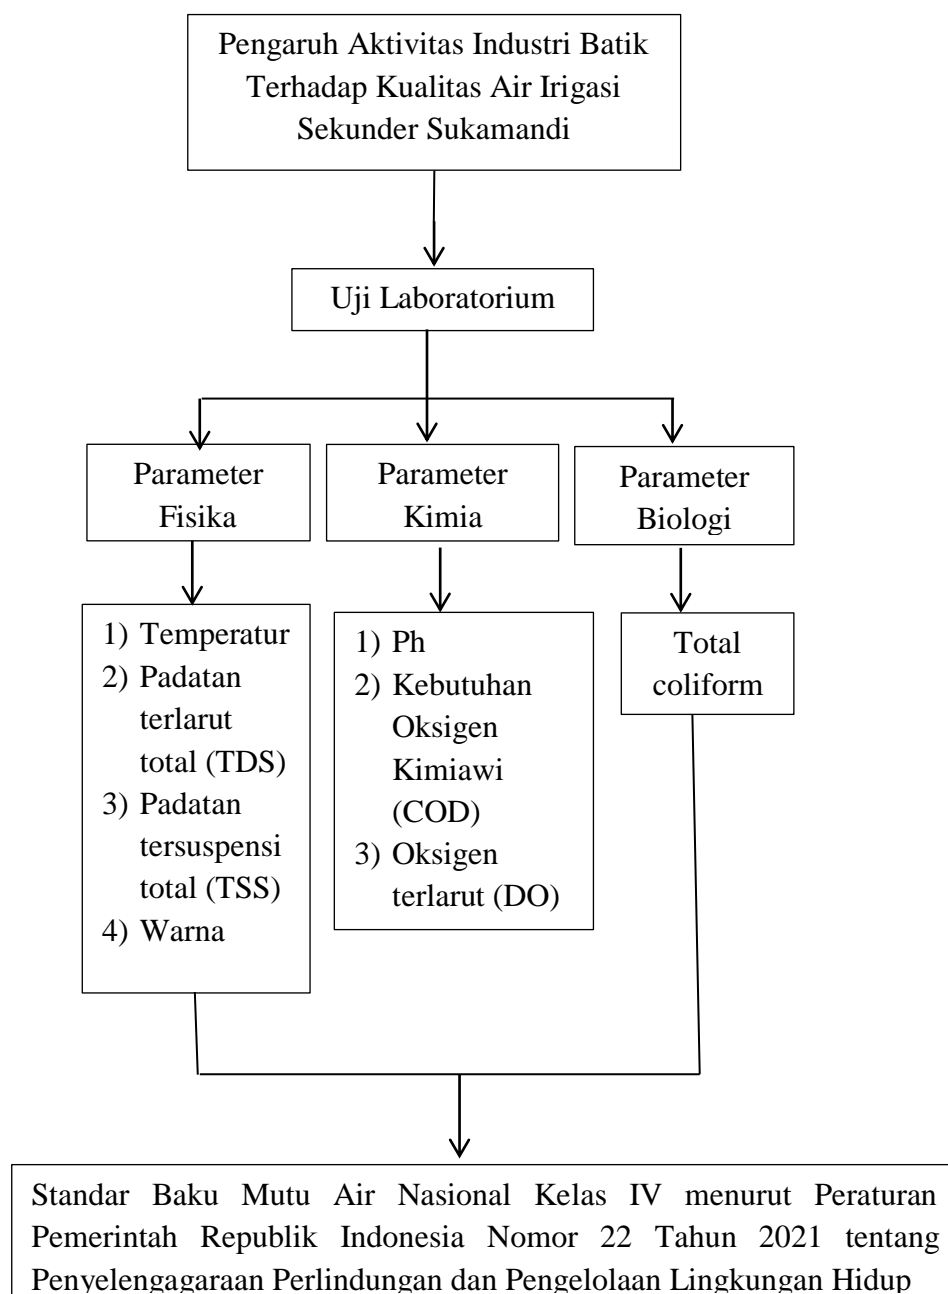 Pengaruh Aktivitas Industri Batik
Terhadap Kualitas Air Irigasi
Sekunder Sukamandi
Uji Laboratorium
Parameter
Fisika
Parameter
Kimia
Parameter
Biologi
1) Temperatur
2) Padatan
terlarut
total (TDS)
3) Padatan
tersuspensi
total (TSS)
4) Warna
1) Ph
2) Kebutuhan
Oksigen
Kimiawi
(COD)
3) Oksigen
terlarut (DO)
Total
coliform
Standar Baku Mutu Air Nasional Kelas IV menurut Peraturan
Pemerintah Republik Indonesia Nomor 22 Tahun 2021 tentang
Penyelengagaraan Perlindungan dan Pengelolaan Lingkungan Hidup